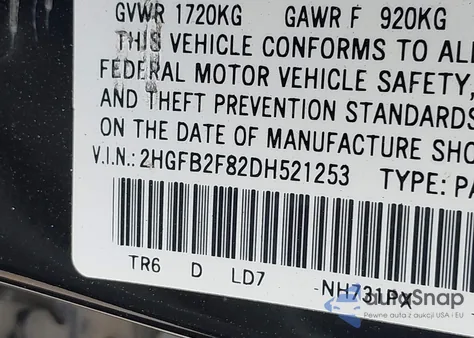 GVWR 1720KG GAWR F 920KG
THIS VEHICLE CONFORMS TO ALL
FEDERAL MOTOR VEHICLE SAFETY,
AND THEFT PREVENTION STANDARDS
ON THE DATE OF MANUFACTURE SHO
V.I.N.: 2HGFB2F82DH521253 TYPE: PA
TR6 D LD7 -NH731PX
autoSnap
Pewne auta z aukcji USA i EU